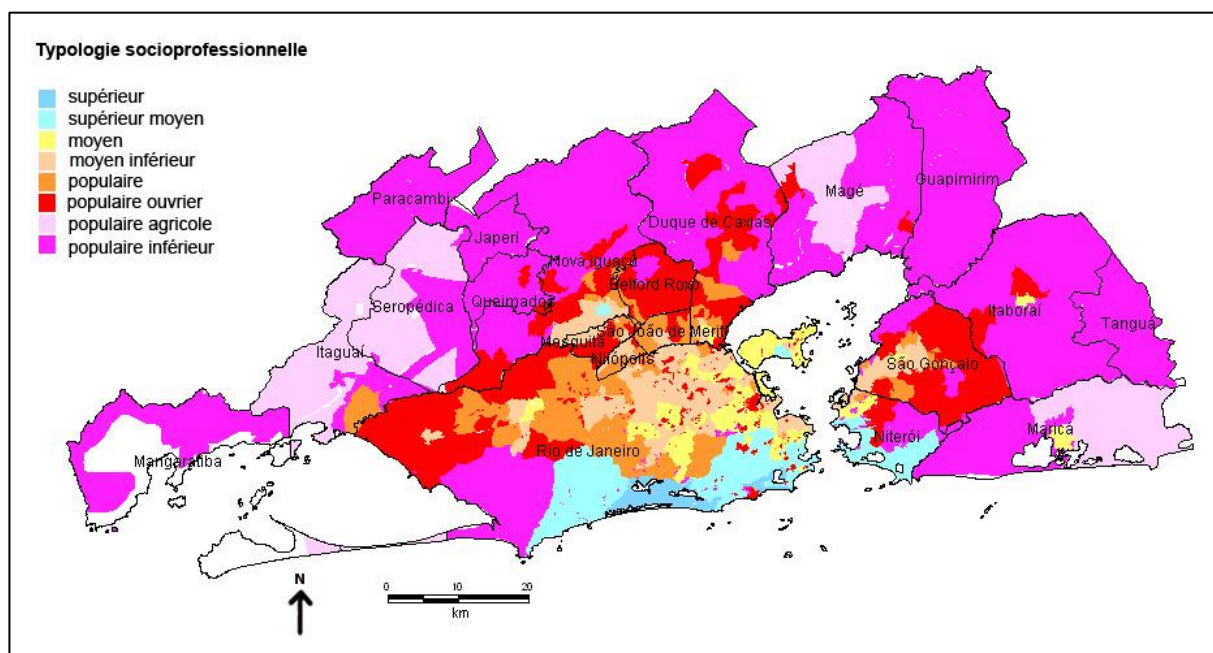 Typologie socioprofessionnelle
supérieur
supérieur moyen
moyen
moyen inférieur
populaire
populaire ouvrier
populaire agricole
populaire inférieur
Paracambi
Japeri
Duque de Caxias
Magé
Guapimirim
Nova Iguaçu
Belford Roxo
Queimados
Seropédica
Itaguaí
Mesquita
São João de Meriti
Nilópolis
Itaboraí
Tanguá
São Gonçalo
Niterói
Maricá
Rio de Janeiro
Mangaratiba
N
0 10 20
km